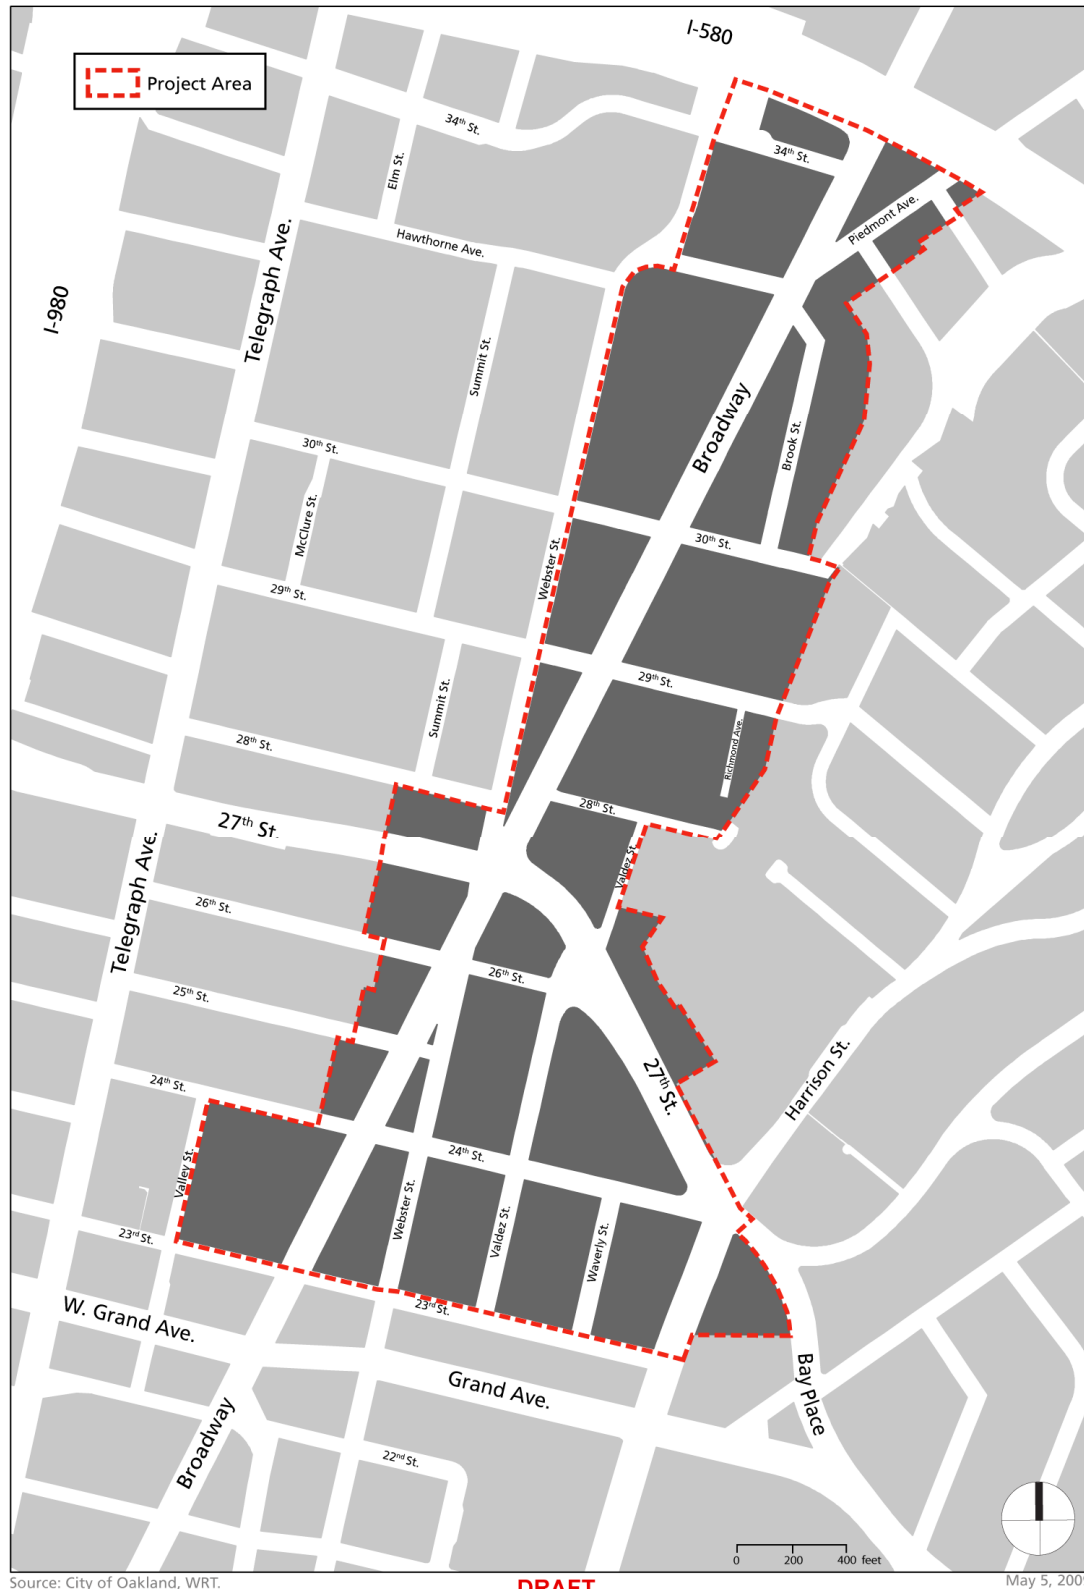 I-580
Project Area
34th St.
34th St.
Elm St.
Piedmont Ave.
Hawthorne Ave.
Telegraph Ave.
I-980
Summit St.
Broadway
Brook St.
30th St.
McClure St.
30th St.
Webster St.
29th St.
29th St.
Summit St.
Richmond Ave.
28th St.
28th St.
27th St.
Valdez St.
Telegraph Ave.
26th St.
26th St.
25th St.
27th St.
Harrison St.
24th St.
24th St.
Valley St.
Webster St.
Valdez St.
Waverly St.
23rd St.
23rd St.
W. Grand Ave.
Grand Ave.
Bay Place
Broadway
22nd St.
0 200 400 feet
Source: City of Oakland, WRT.
DRAFT
May 5, 200